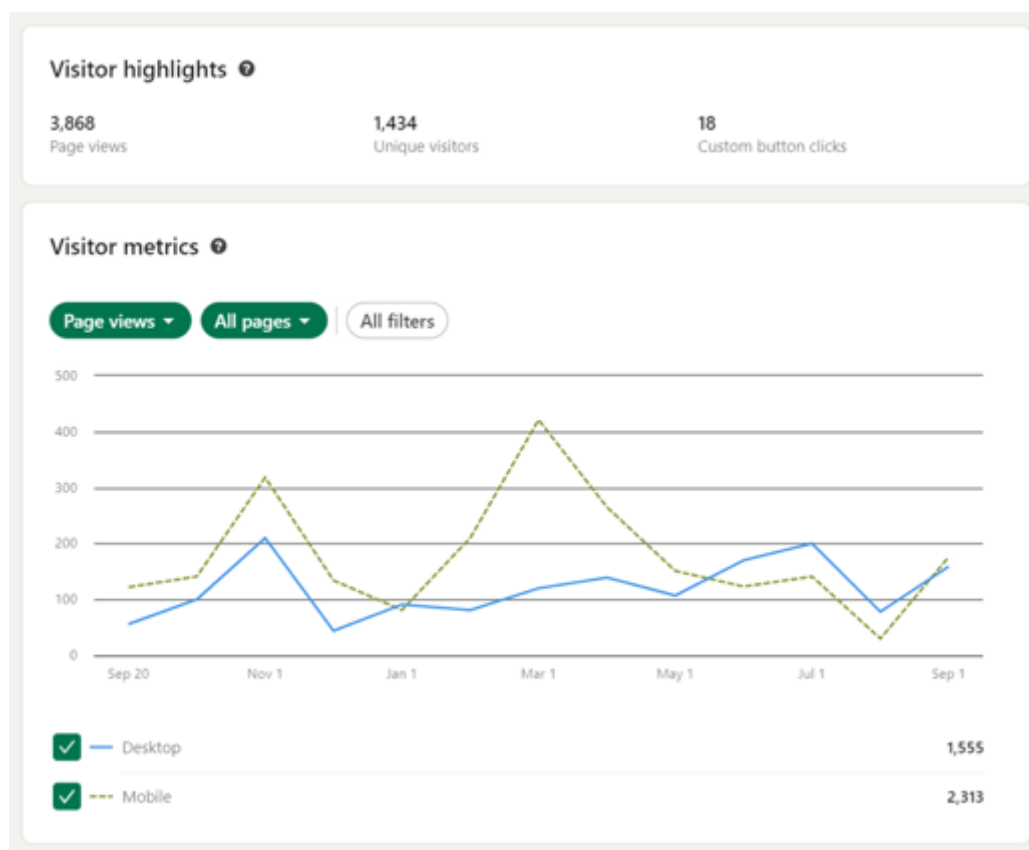 Visitor highlights ?
3,868 1,434 18
Page views Unique visitors Custom button clicks
Visitor metrics ?
Page views All pages All filters
500
400
300
200
100
0
Sep 20 Nov 1 Jan 1 Mar 1 May 1 Jul 1 Sep 1
Desktop 1,555
Mobile 2,313